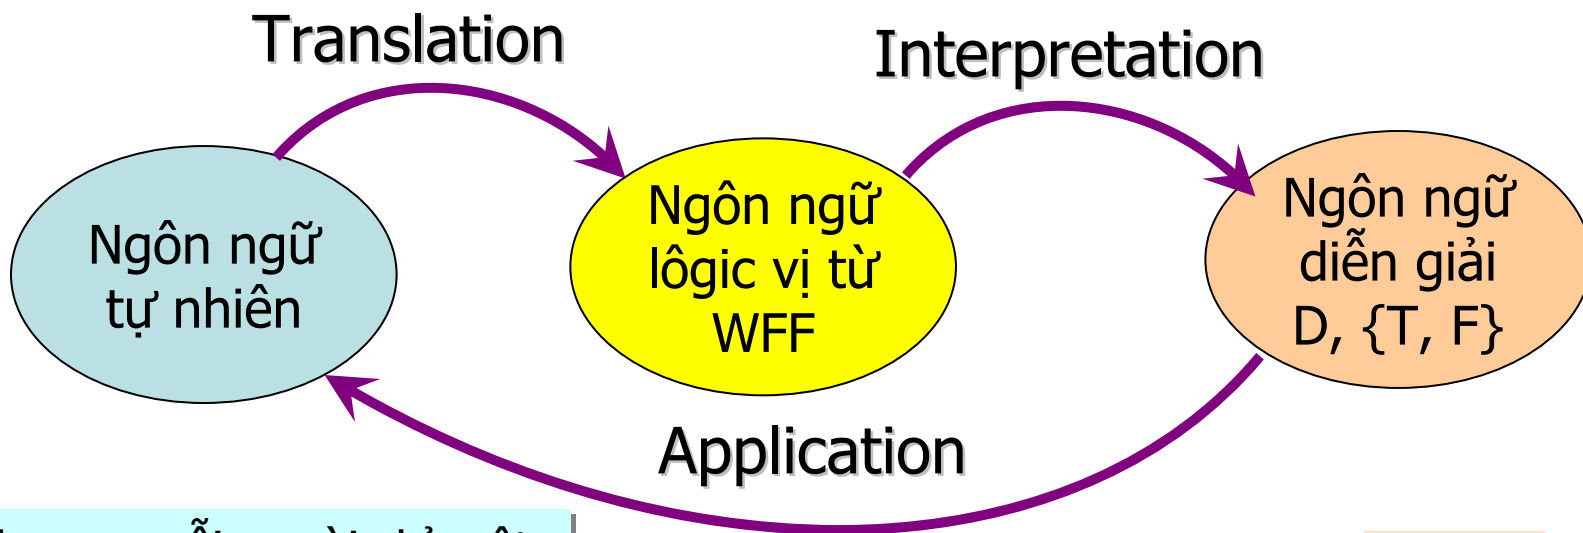 Translation
Interpretation
Ngôn ngữ
tự nhiên
Ngôn ngữ
lôgic vị từ
WFF
Ngôn ngữ
diễn giải
D, {T, F}
Application